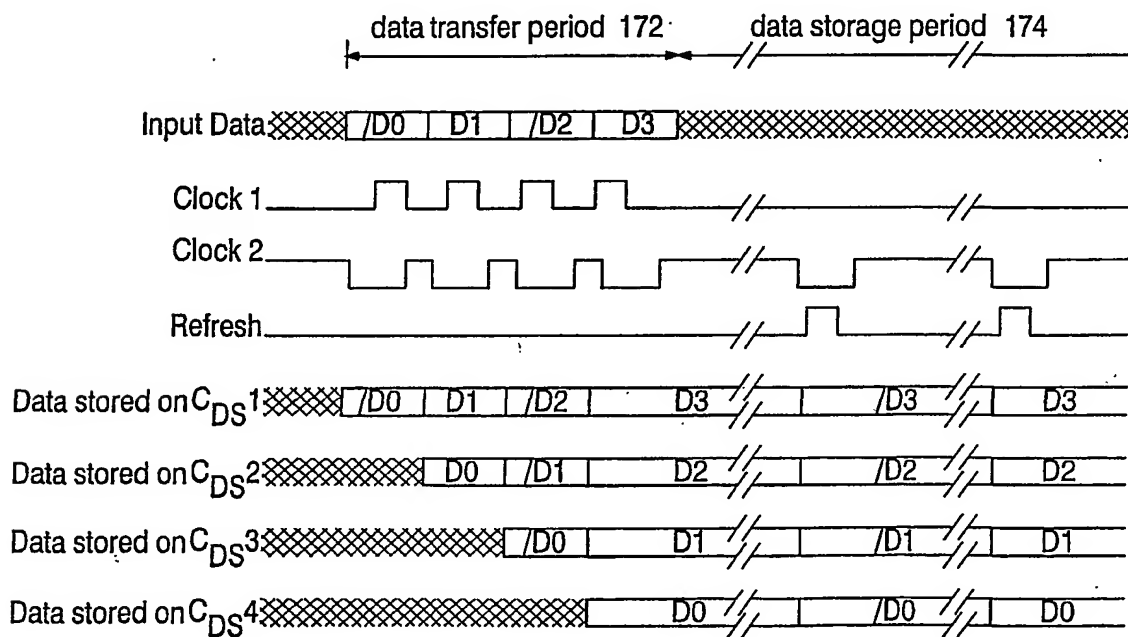 data transfer period 172 data storage period 174
Input Data /D0 D1 /D2 D3
Clock 1
Clock 2
Refresh
Data stored on CDS1 /D0 D1 /D2 D3 /D3 D3
Data stored on CDS2 D0 /D1 D2 /D2 D2
Data stored on CDS3 /D0 D1 /D1 D1
Data stored on CDS4 D0 /D0 D0